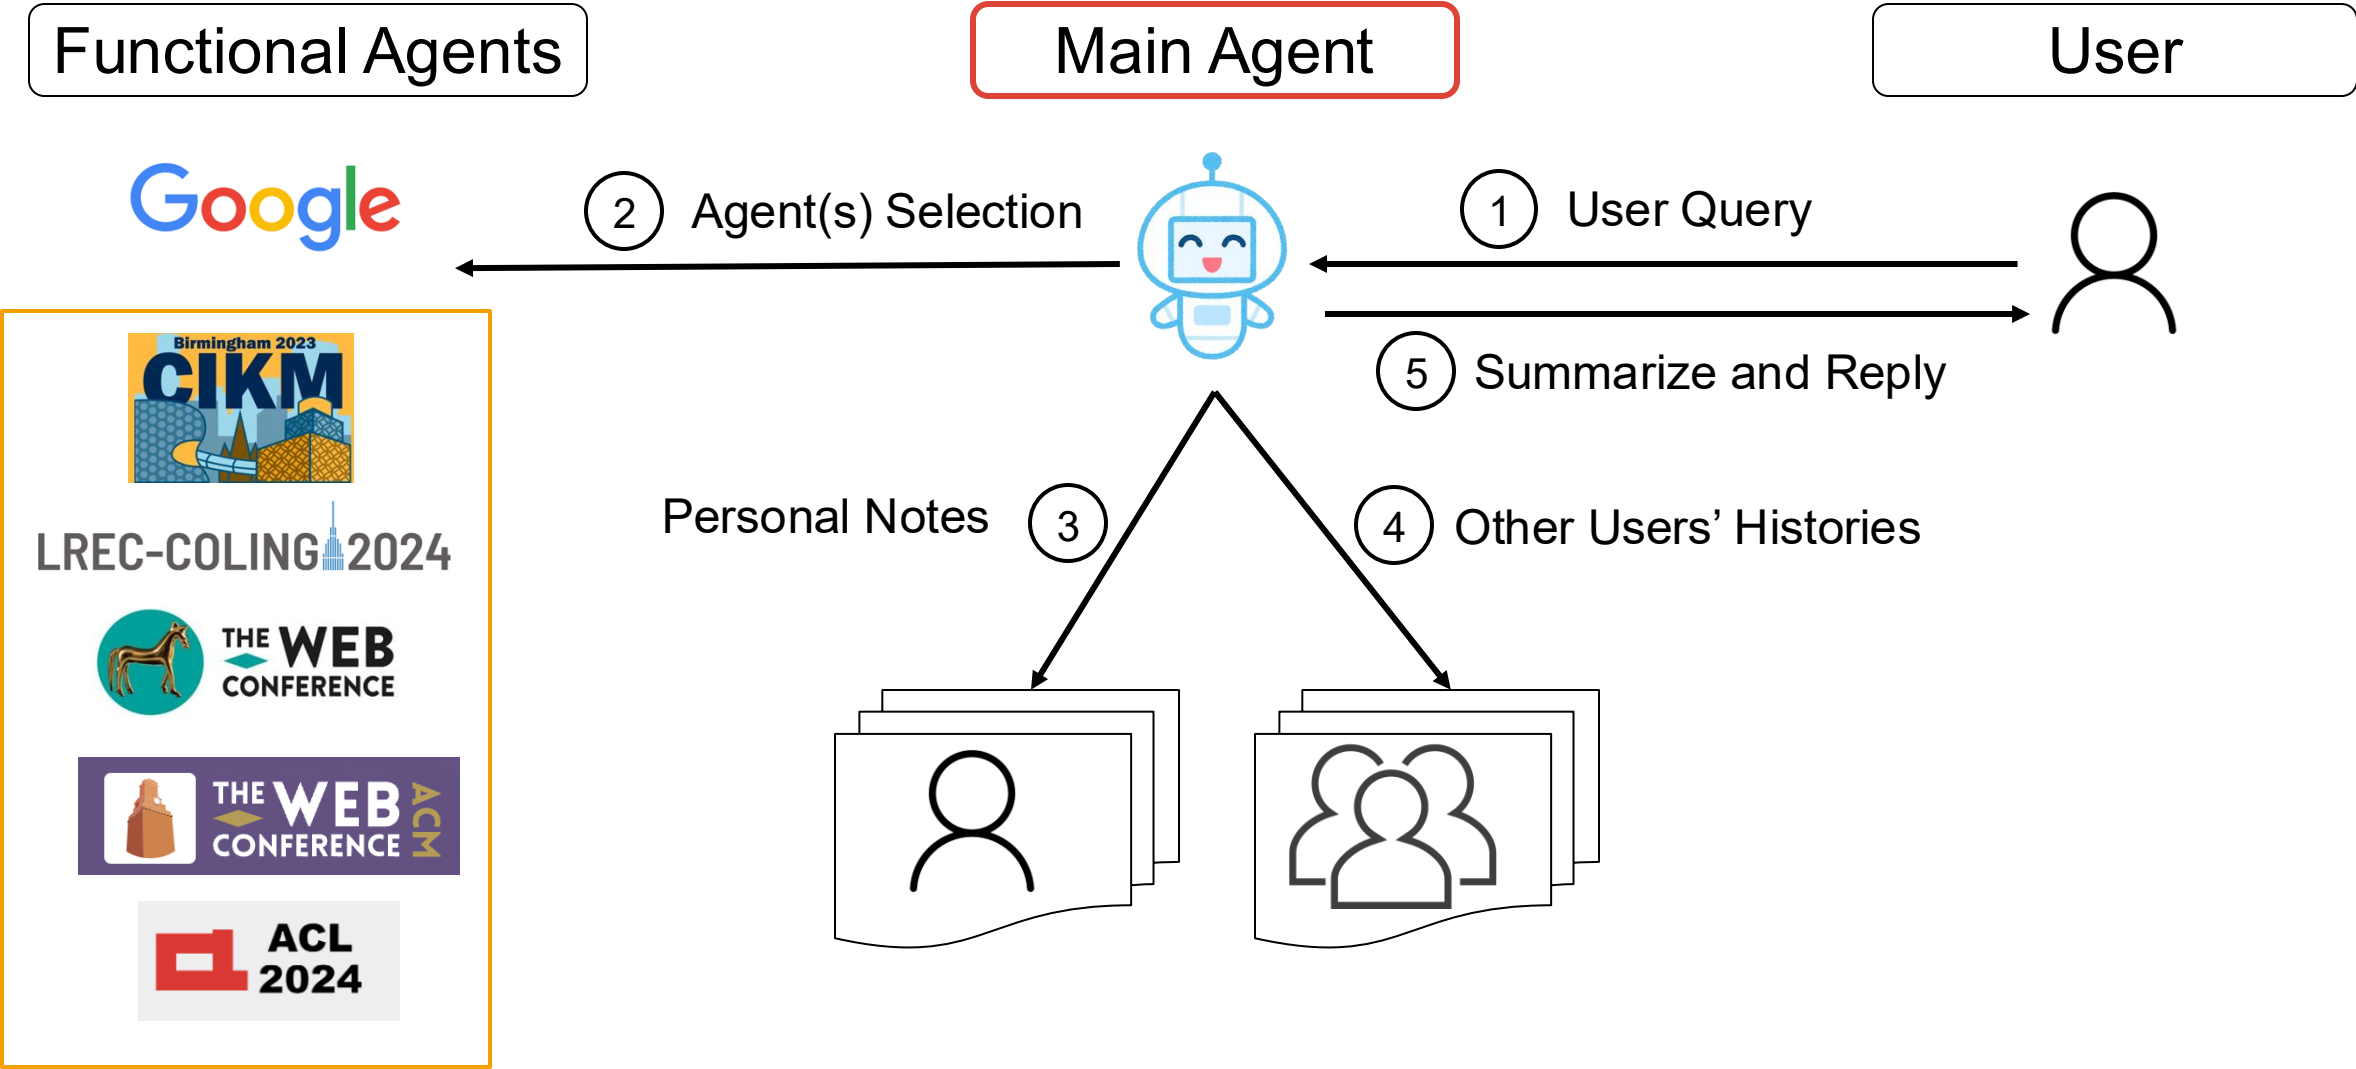 Functional Agents
Main Agent
User
Google
2 Agent(s) Selection
1 User Query
5 Summarize and Reply
Birmingham 2023
CIKM
LREC-COLING 2024
THE WEB
CONFERENCE
THE WEB
CONFERENCE
ACM
ACL
2024
Personal Notes 3
4 Other Users’ Histories